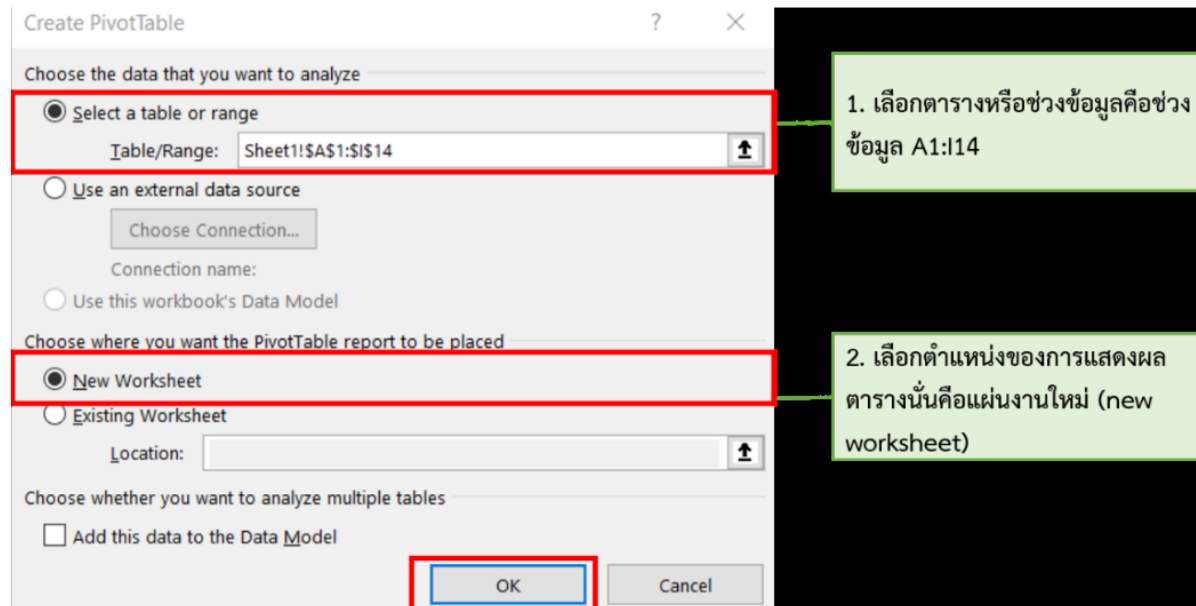 Create PivotTable ? ×
Choose the data that you want to analyze
Select a table or range
Table/Range: Sheet1!$A$1:$I$14
Use an external data source
Choose Connection...
Connection name:
Use this workbook's Data Model
Choose where you want the PivotTable report to be placed
New Worksheet
Existing Worksheet
Location:
Choose whether you want to analyze multiple tables
Add this data to the Data Model
OK Cancel
1. เลือกตารางหรือช่วงข้อมูลคือช่วง
ข้อมูล A1:I14
2. เลือกตำแหน่งของการแสดงผล
ตารางนั่นคือแผ่นงานใหม่ (new
worksheet)